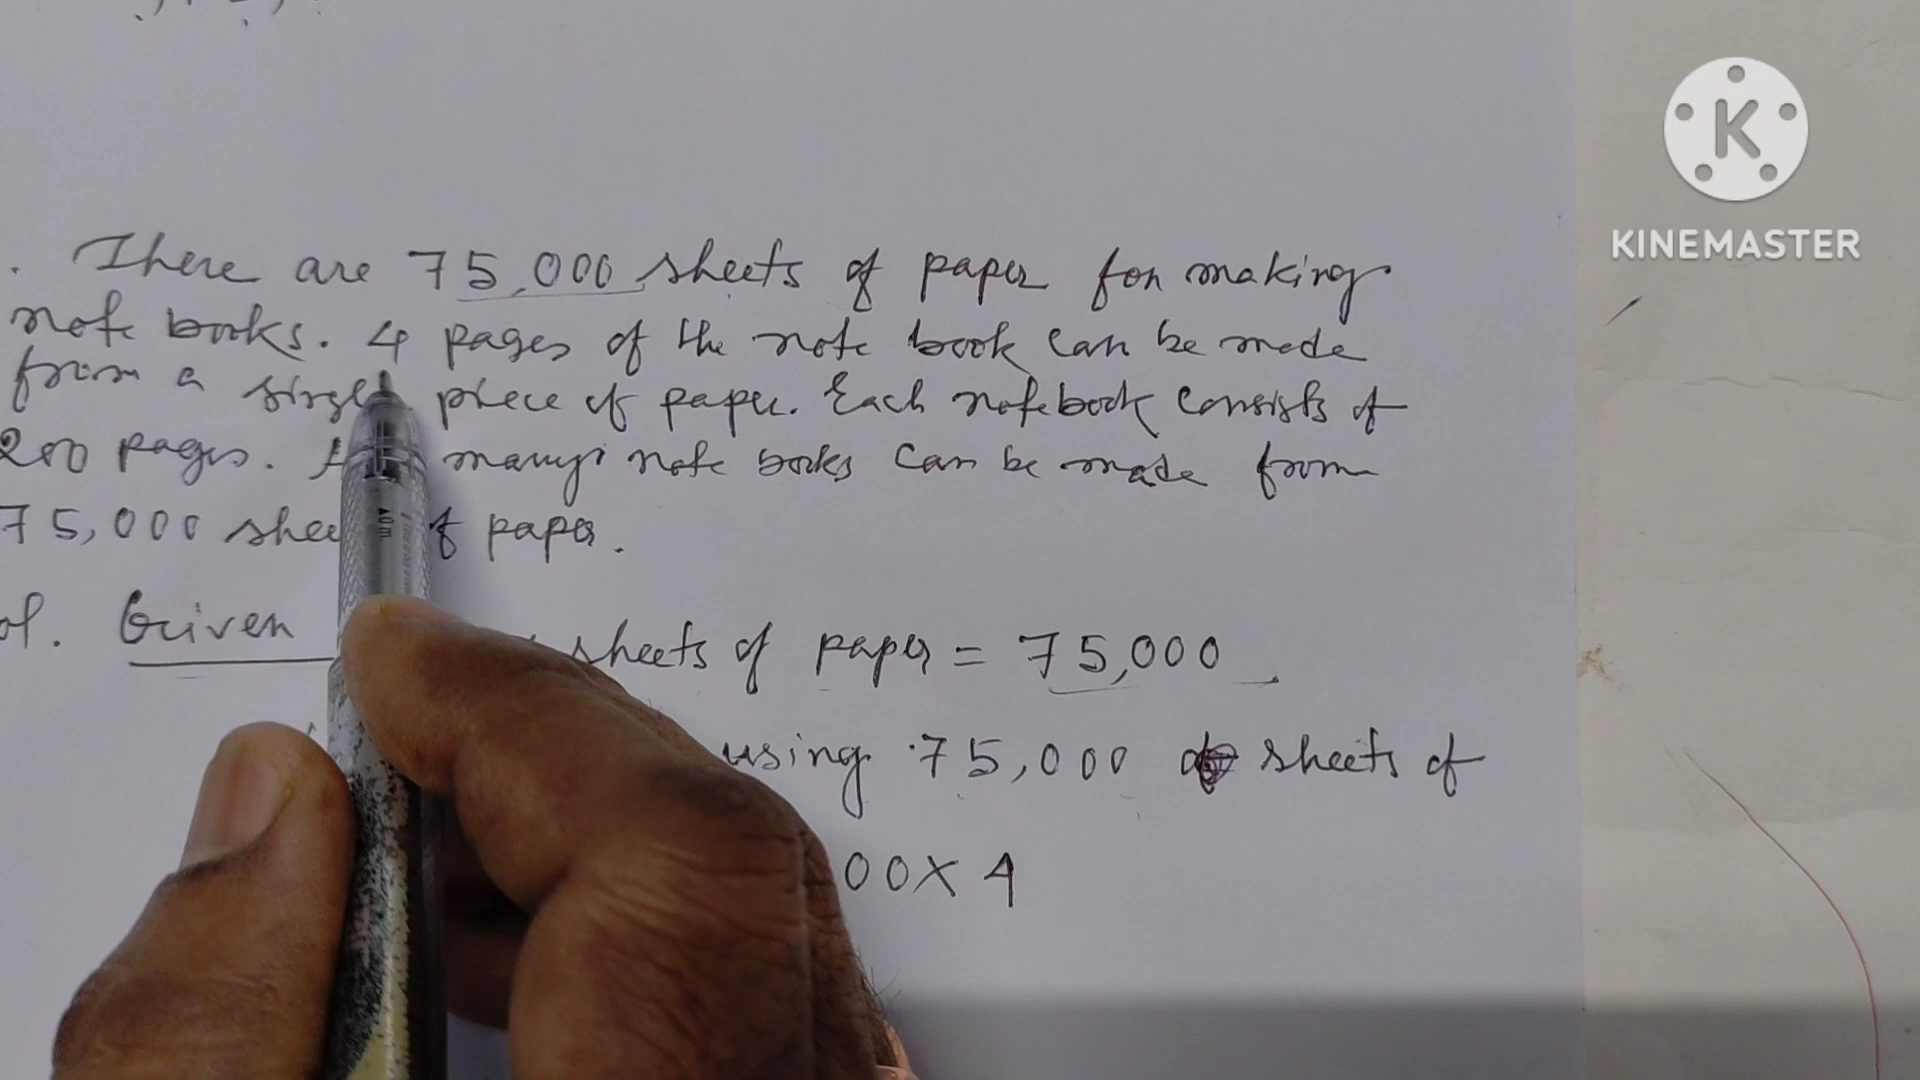 K
KINEMASTER
. There are 75,000 sheets of paper for making
note books. 4 pages of the note book can be made
from a single piece of paper. Each notebook consists of
200 pages. many note books can be made from
75,000 shee of paper.
ol. Given sheets of paper = 75,000
using 75,000 sheets of
00 X 4